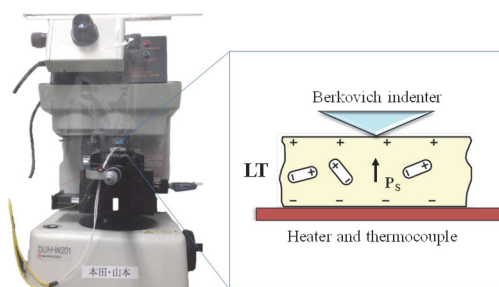 DUH-W201
本田・山本
Berkovich indenter
+ + + +
LT
- +
- +
- +
P_S
- - - -
Heater and thermocouple